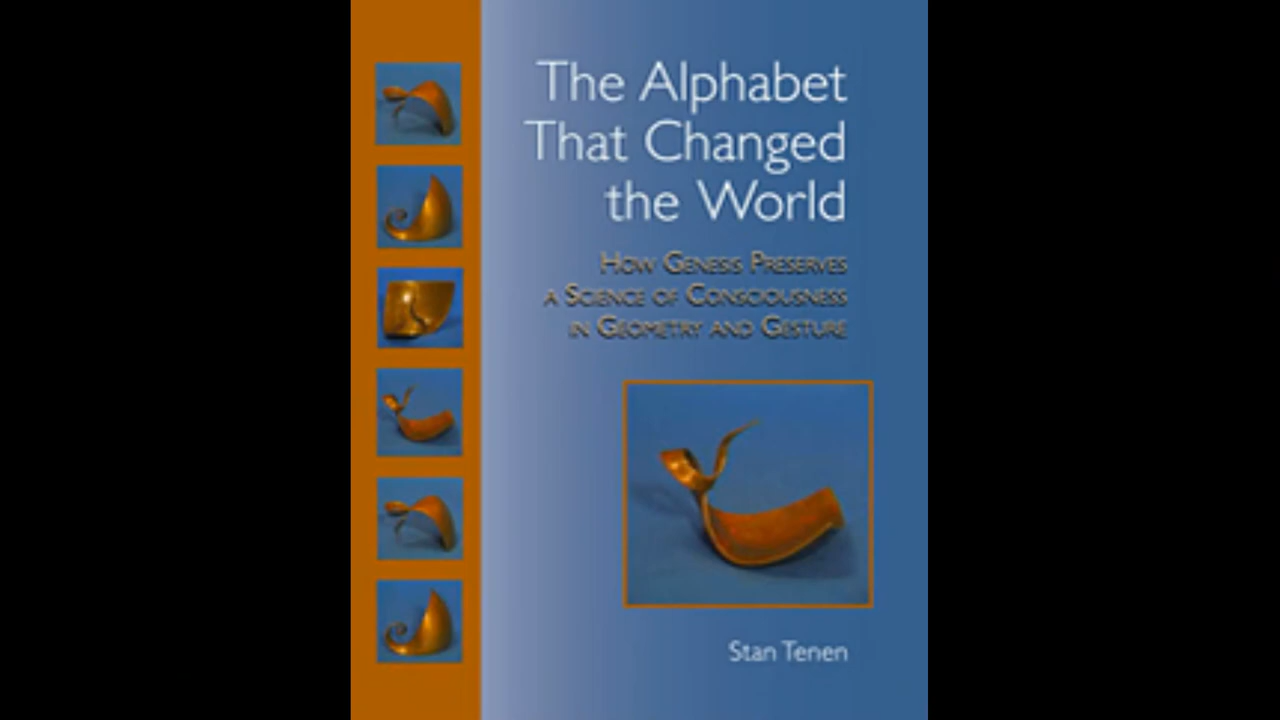 The Alphabet
That Changed
the World
How Genesis Preserves
a Science of Consciousness
in Geometry and Gesture
Stan Tenen